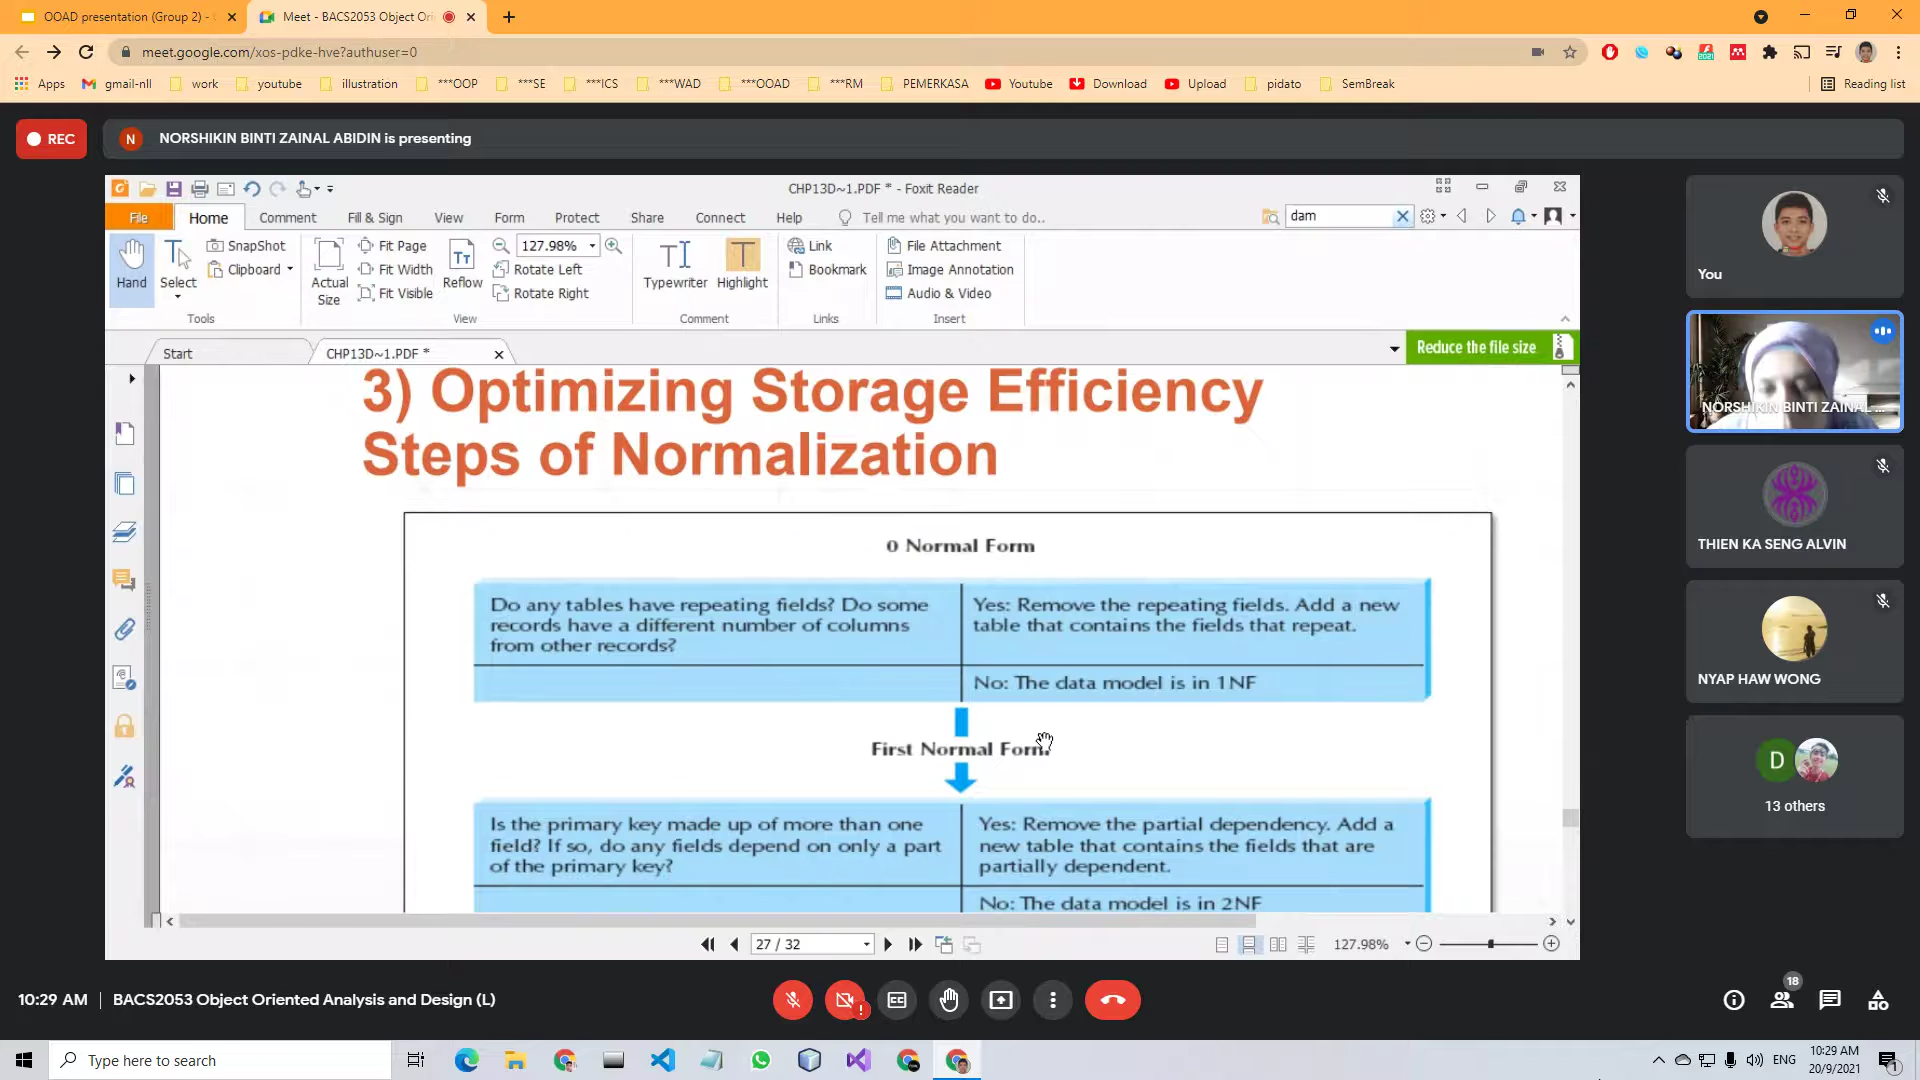 OOAD presentation (Group 2) -
Meet - BACS2053 Object Ori
meet.google.com/xos-pdke-hve?authuser=0
Apps gmail-nll work youtube illustration ***OOP ***SE ***ICS ***WAD ***OOAD ***RM PEMERKASA Youtube Download Upload pidato SemBreak Reading list
REC
N NORSHIKIN BINTI ZAINAL ABIDIN is presenting
CHP13D~1.PDF * - Foxit Reader
File Home Comment Fill & Sign View Form Protect Share Connect Help Tell me what you want to do.. dam
Hand
Select
SnapShot
Clipboard
Tools
Actual Size
Fit Page
Fit Width
Fit Visible
Reflow
127.98%
Rotate Left
Rotate Right
View
Typewriter
Highlight
Comment
Link
Bookmark
Links
File Attachment
Image Annotation
Audio & Video
Insert
Start CHP13D~1.PDF * Reduce the file size
3) Optimizing Storage Efficiency
Steps of Normalization
0 Normal Form
Do any tables have repeating fields? Do some
records have a different number of columns
from other records?
Yes: Remove the repeating fields. Add a new
table that contains the fields that repeat.
No: The data model is in 1NF
First Normal Form
Is the primary key made up of more than one
field? If so, do any fields depend on only a part
of the primary key?
Yes: Remove the partial dependency. Add a
new table that contains the fields that are
partially dependent.
No: The data model is in 2NF
27 / 32
127.98%
You
NORSHIKIN BINTI ZAINAL ...
THIEN KA SENG ALVIN
NYAP HAW WONG
D
13 others
10:29 AM BACS2053 Object Oriented Analysis and Design (L)
18
Type here to search
ENG
10:29 AM
20/9/2021
1